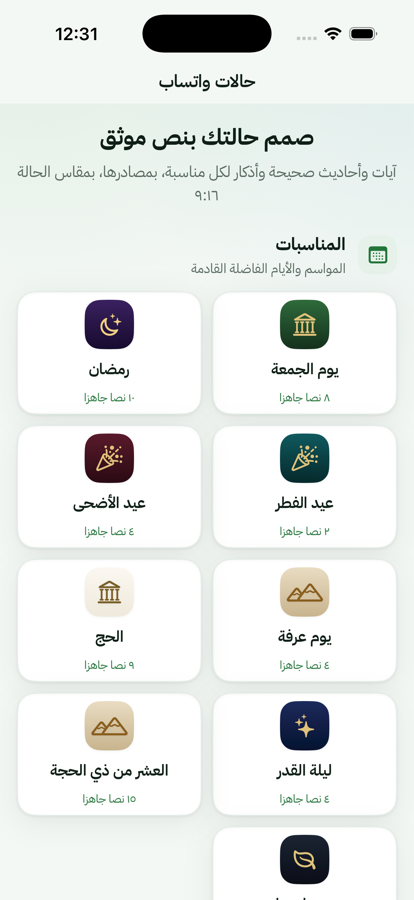 12:31
حالات واتساب
صمم حالتك بنص موثق
آيات وأحاديث صحيحة وأذكار لكل مناسبة، بمصادرها، بمقاس الحالة
٩:١٦
المناسبات
المواسم والأيام الفاضلة القادمة
يوم الجمعة
٨ نصا جاهزا
رمضان
١٠ نصا جاهزا
عيد الفطر
٢ نصا جاهزا
عيد الأضحى
٤ نصا جاهزا
يوم عرفة
٤ نصا جاهزا
الحج
٩ نصا جاهزا
ليلة القدر
٤ نصا جاهزا
العشر من ذي الحجة
١٥ نصا جاهزا